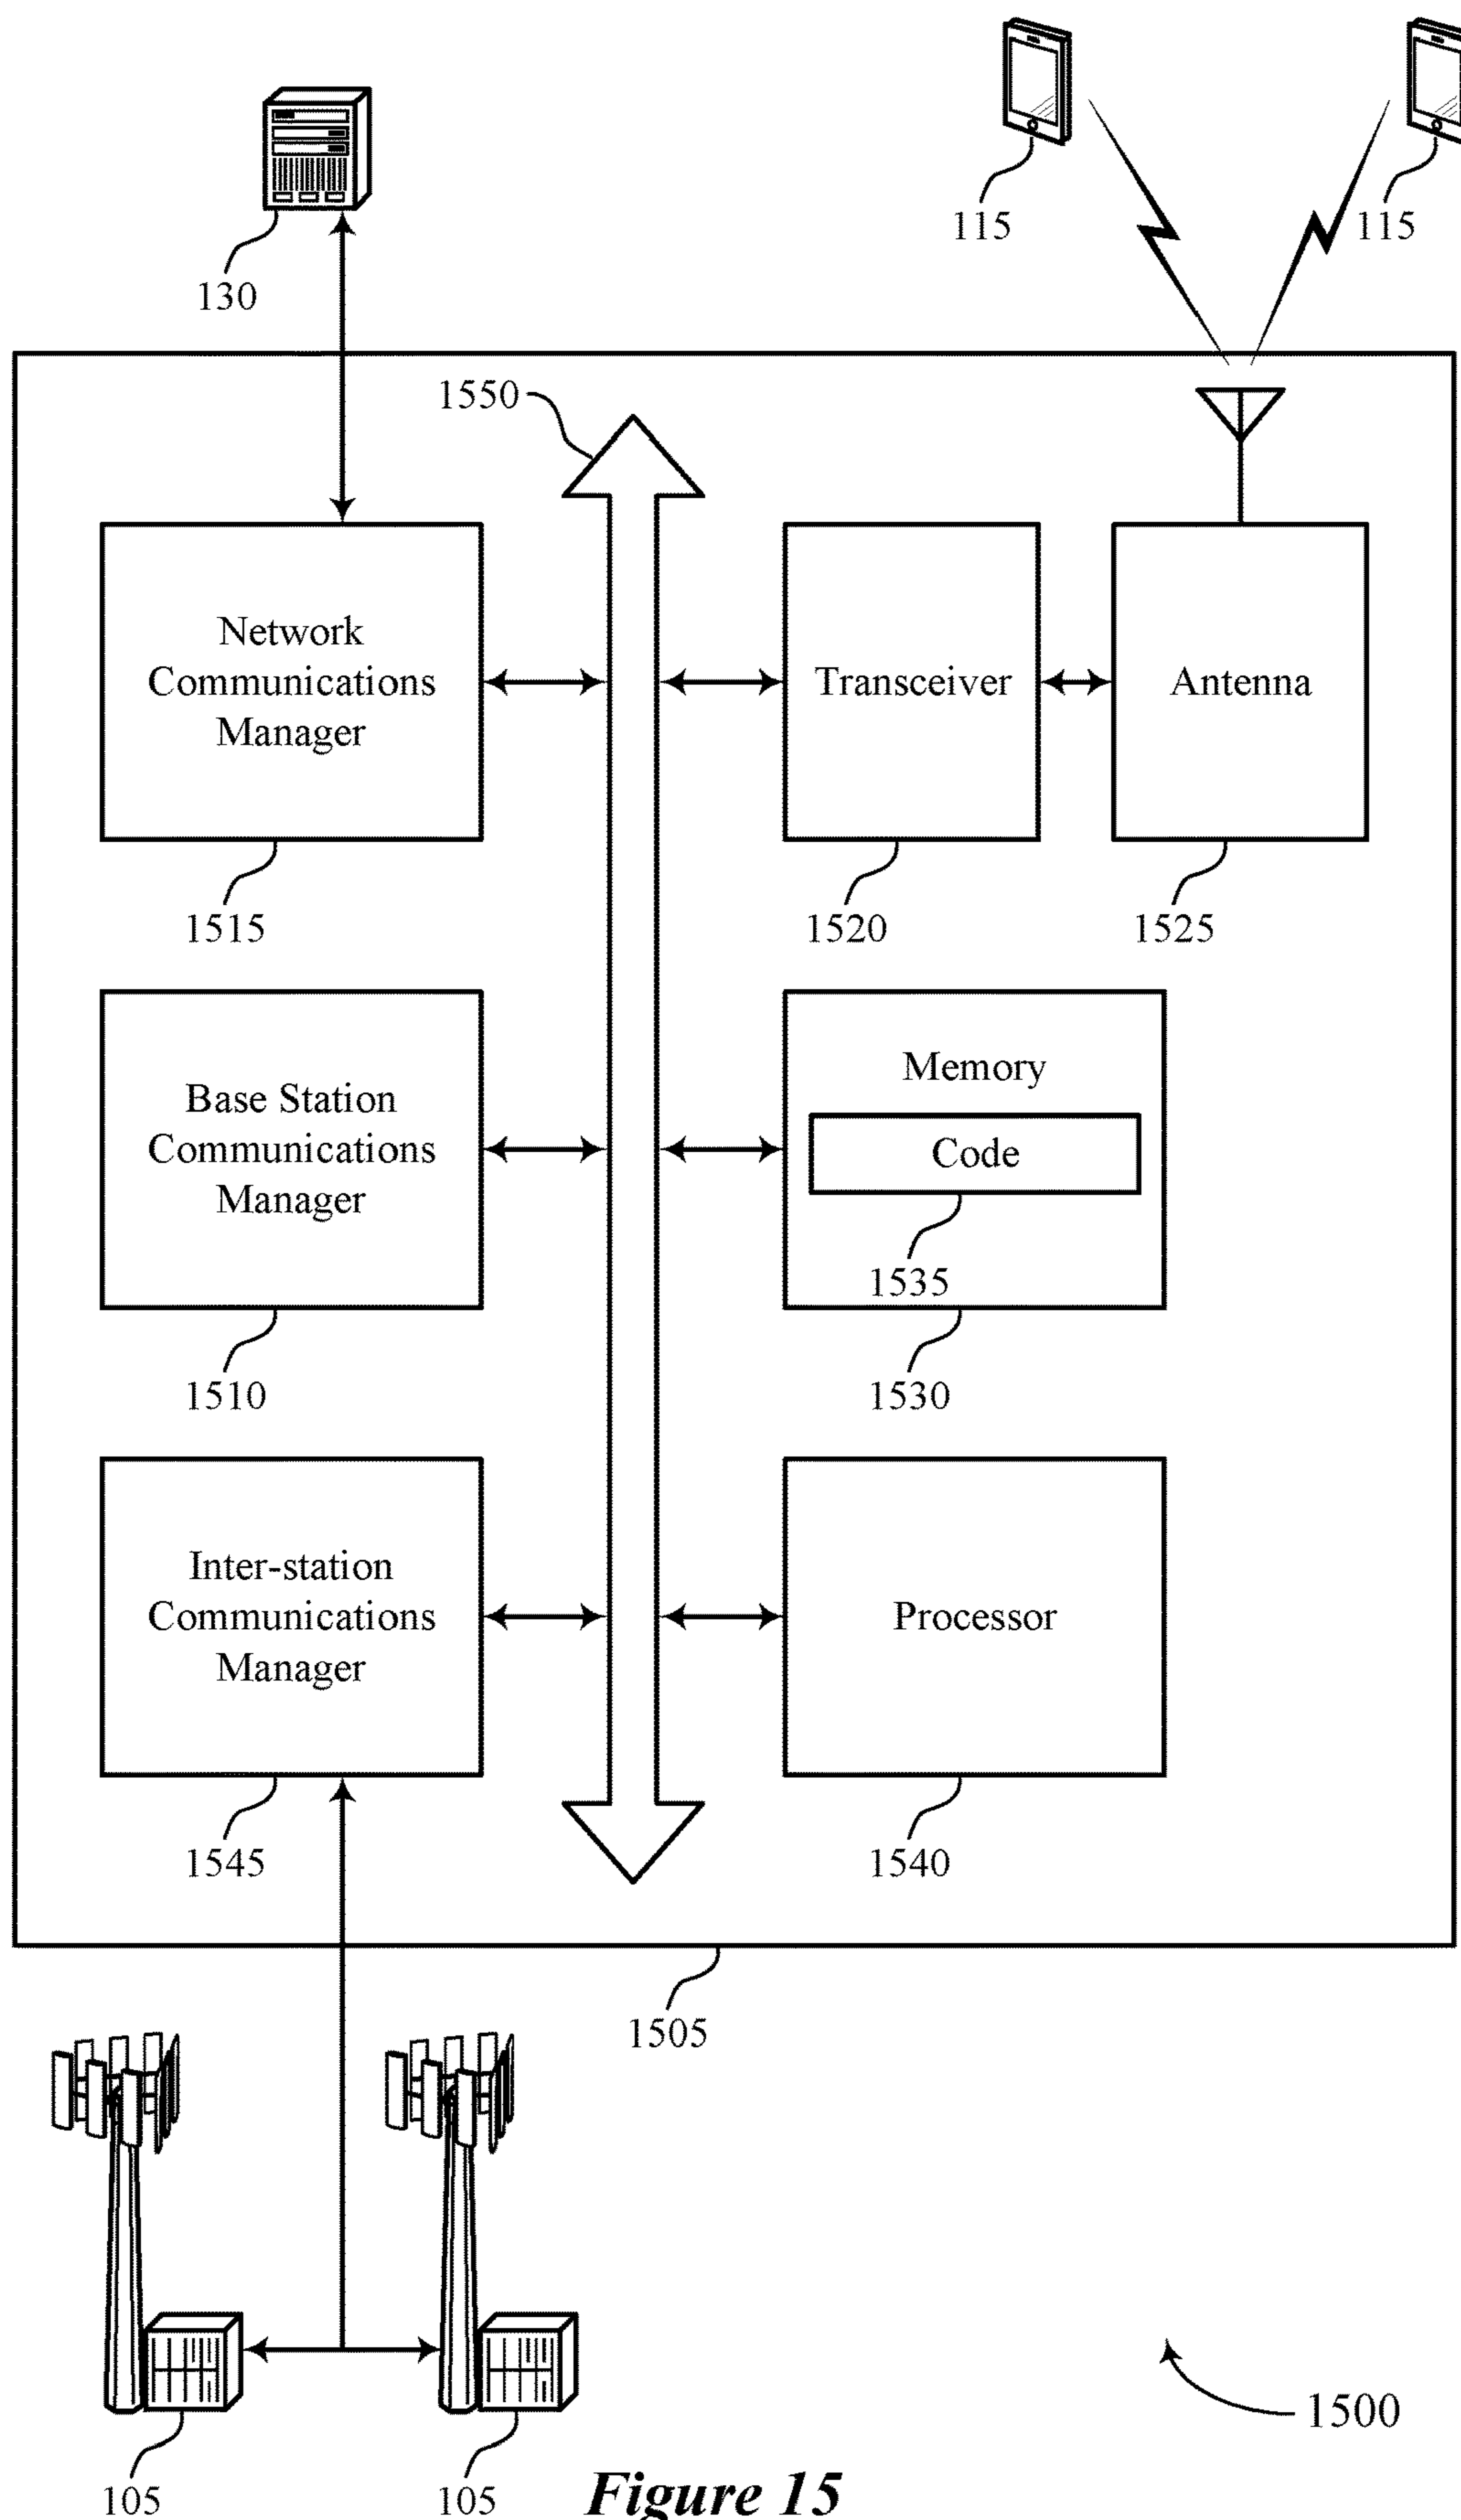 115
115
130
1550
Network
Communications
Manager
Transceiver
Antenna
1515
1520
1525
Base Station
Communications
Manager
Memory
Code
1535
1510
1530
Inter-station
Communications
Manager
Processor
1545
1540
1505
1500
105
105
Figure 15